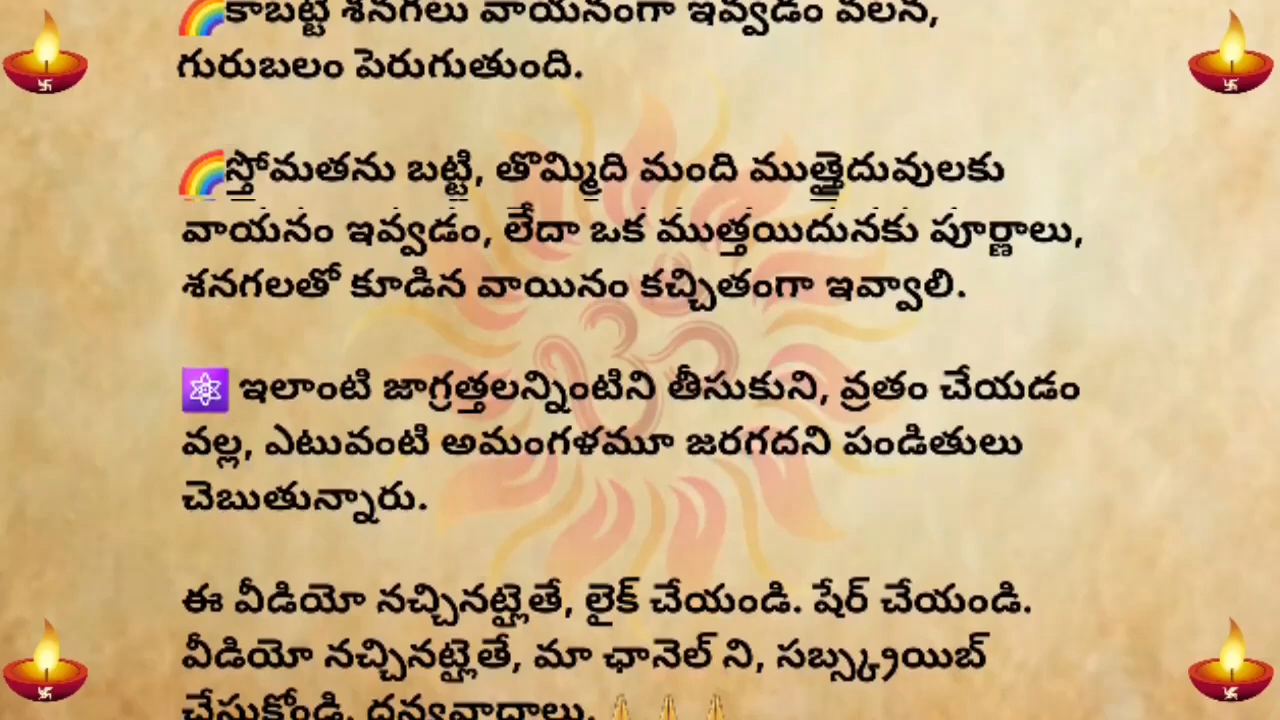 🌈కాబట్టి శనగలు వాయనంగా ఇవ్వడం వలన,
గురుబలం పెరుగుతుంది.
🌈స్తోమతను బట్టి, తొమ్మిది మంది ముత్తైదువులకు
వాయనం ఇవ్వడం, లేదా ఒక ముత్తయిదునకు పూర్ణాలు,
శనగలతో కూడిన వాయినం కచ్చితంగా ఇవ్వాలి.
⚛️ ఇలాంటి జాగ్రత్తలన్నింటిని తీసుకుని, వ్రతం చేయడం
వల్ల, ఎటువంటి అమంగళమూ జరగదని పండితులు
చెబుతున్నారు.
ఈ వీడియో నచ్చినట్లైతే, లైక్ చేయండి. షేర్ చేయండి.
వీడియో నచ్చినట్లైతే, మా ఛానెల్ ని, సబ్స్క్రయిబ్
చేసుకోండి. ధన్యవాదాలు. 🙏 🙏 🙏